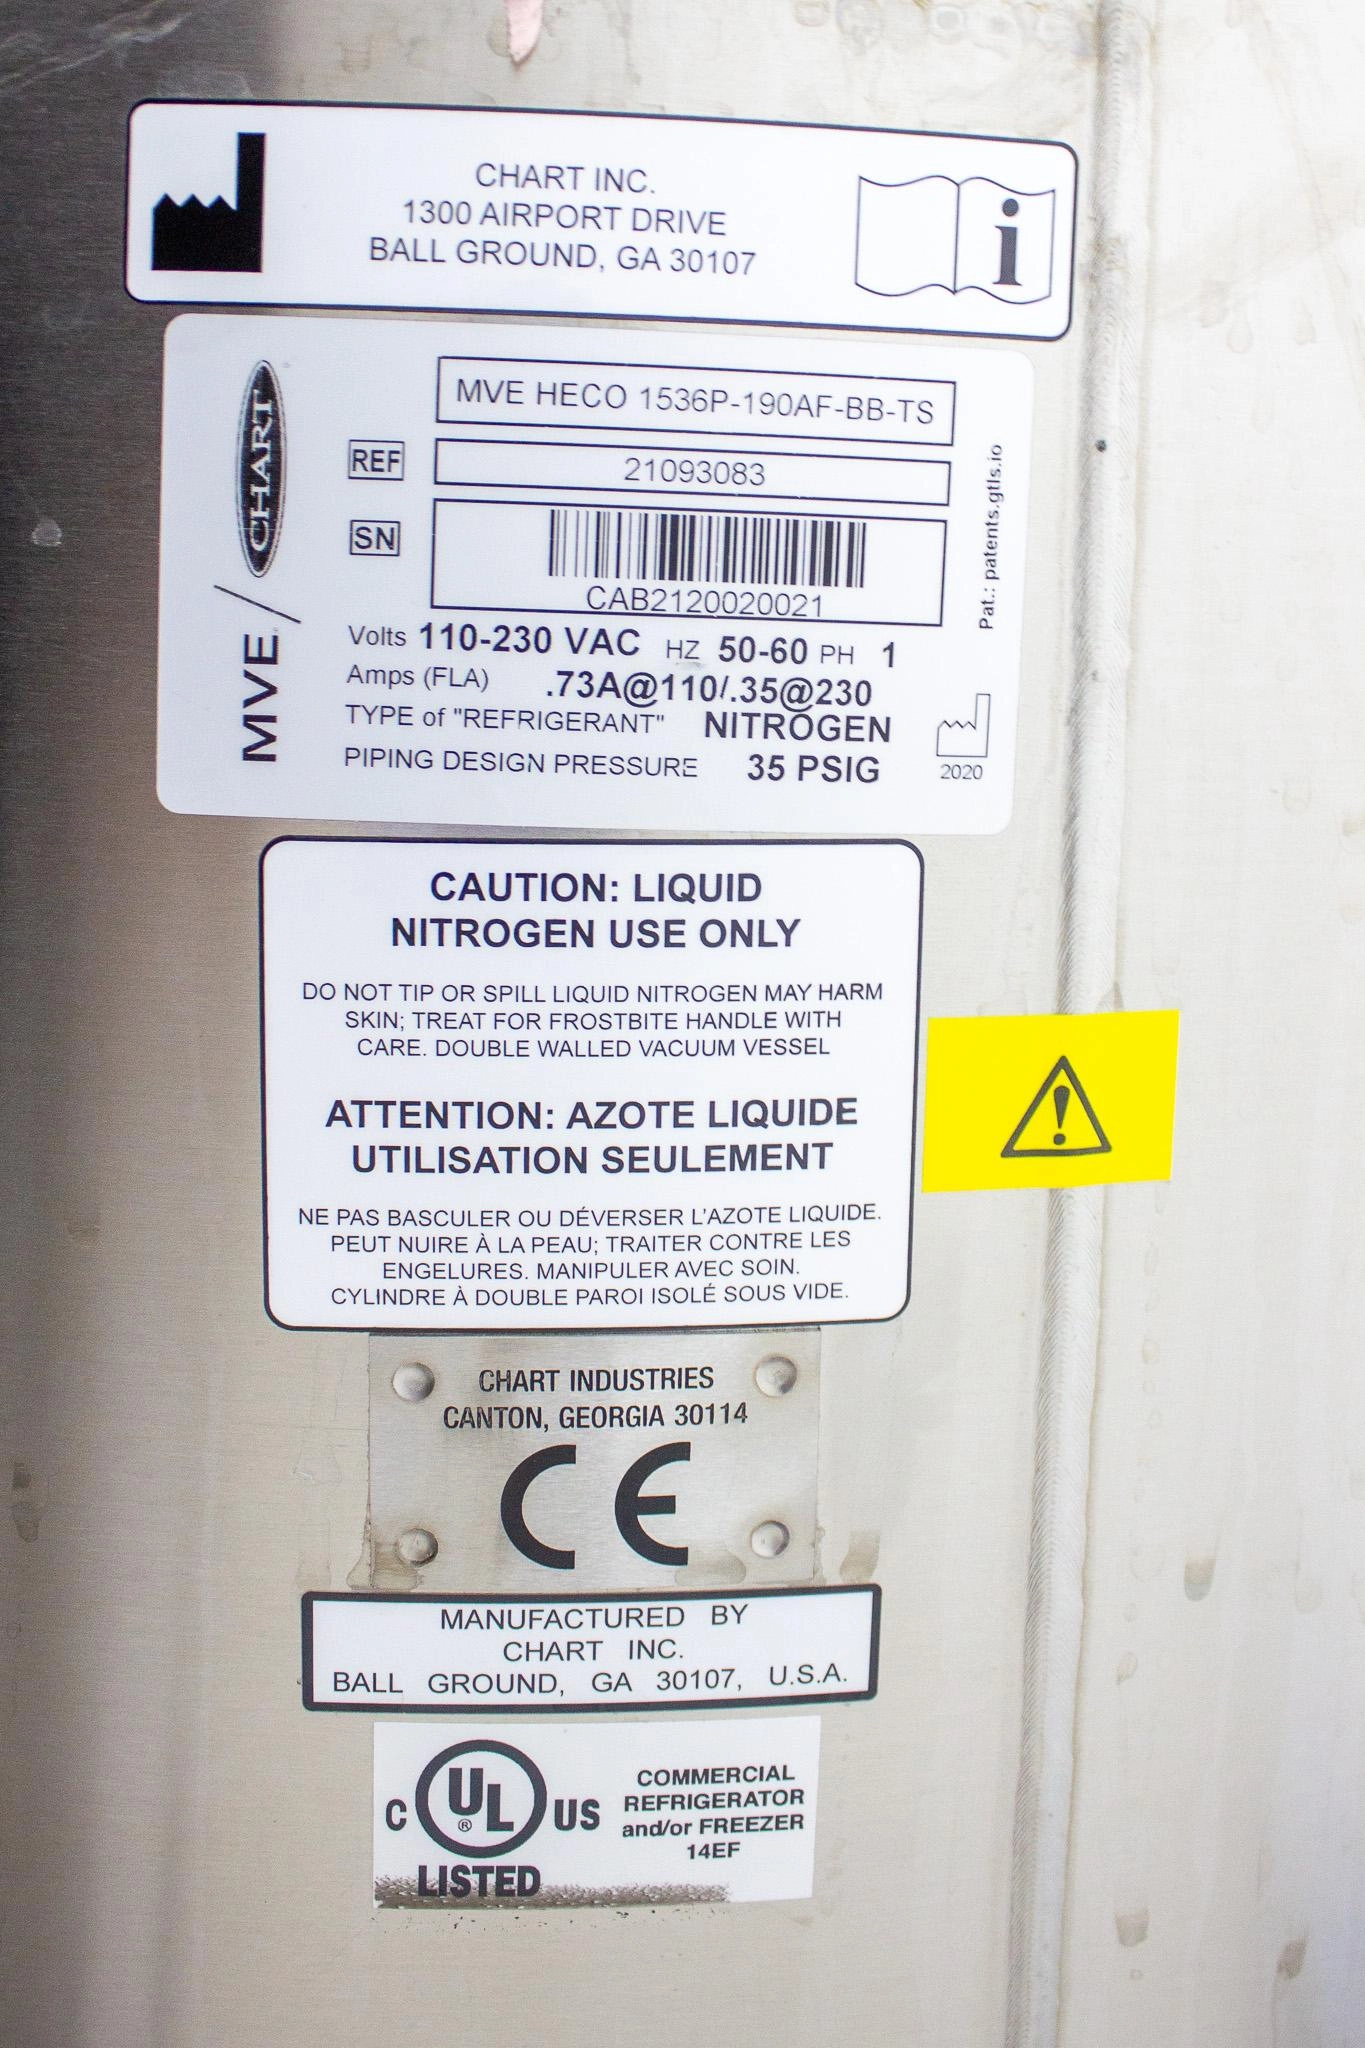 CHART INC.
1300 AIRPORT DRIVE
BALL GROUND, GA 30107
i
MVE / CHART
MVE HECO 1536P-190AF-BB-TS
REF 21093083
SN
CAB2120020021
Pat.: patents.gtls.io
Volts 110-230 VAC HZ 50-60 PH 1
Amps (FLA) .73A@110/.35@230
TYPE of "REFRIGERANT" NITROGEN
PIPING DESIGN PRESSURE 35 PSIG
2020
CAUTION: LIQUID
NITROGEN USE ONLY
DO NOT TIP OR SPILL LIQUID NITROGEN MAY HARM
SKIN; TREAT FOR FROSTBITE HANDLE WITH
CARE. DOUBLE WALLED VACUUM VESSEL
ATTENTION: AZOTE LIQUIDE
UTILISATION SEULEMENT
NE PAS BASCULER OU DÉVERSER L'AZOTE LIQUIDE.
PEUT NUIRE À LA PEAU; TRAITER CONTRE LES
ENGELURES. MANIPULER AVEC SOIN.
CYLINDRE À DOUBLE PAROI ISOLÉ SOUS VIDE.
!
CHART INDUSTRIES
CANTON, GEORGIA 30114
CE
MANUFACTURED BY
CHART INC.
BALL GROUND, GA 30107, U.S.A.
C UL® US
LISTED
COMMERCIAL
REFRIGERATOR
and/or FREEZER
14EF